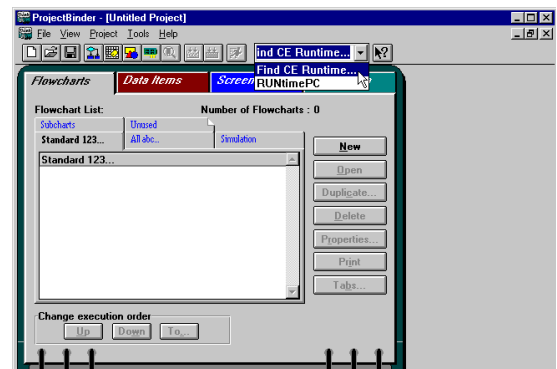 ProjectBinder - [Untitled Project]
File View Project Tools Help
ind CE Runtime...
Find CE Runtime...
RUNtimePC
Flowcharts Data Items Screen
Flowchart List: Number of Flowcharts : 0
Subcharts Unused
Standard 123... All abc... Simulation
Standard 123...
New
Open
Duplicate...
Delete
Properties...
Print
Tabs...
Change execution order
Up Down To...